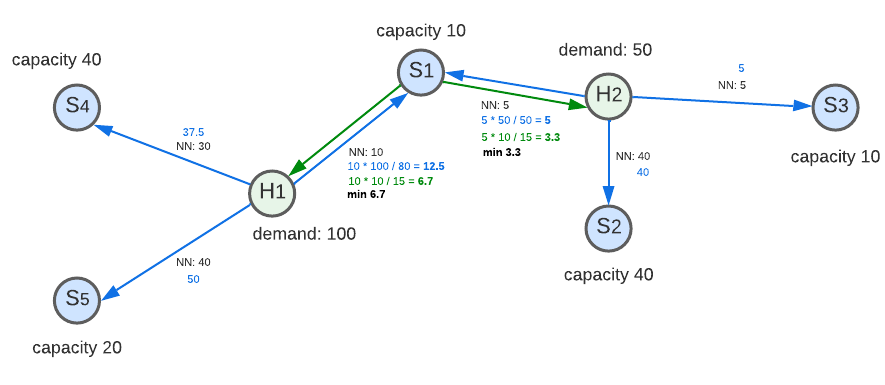 capacity 10
S1
capacity 40
S4
demand: 50
H2
5
NN: 5
S3
capacity 10
NN: 5
5 * 50 / 50 = 5
5 * 10 / 15 = 3.3
min 3.3
37.5
NN: 30
NN: 10
10 * 100 / 80 = 12.5
10 * 10 / 15 = 6.7
min 6.7
NN: 40
40
H1
demand: 100
S2
capacity 40
NN: 40
50
S5
capacity 20